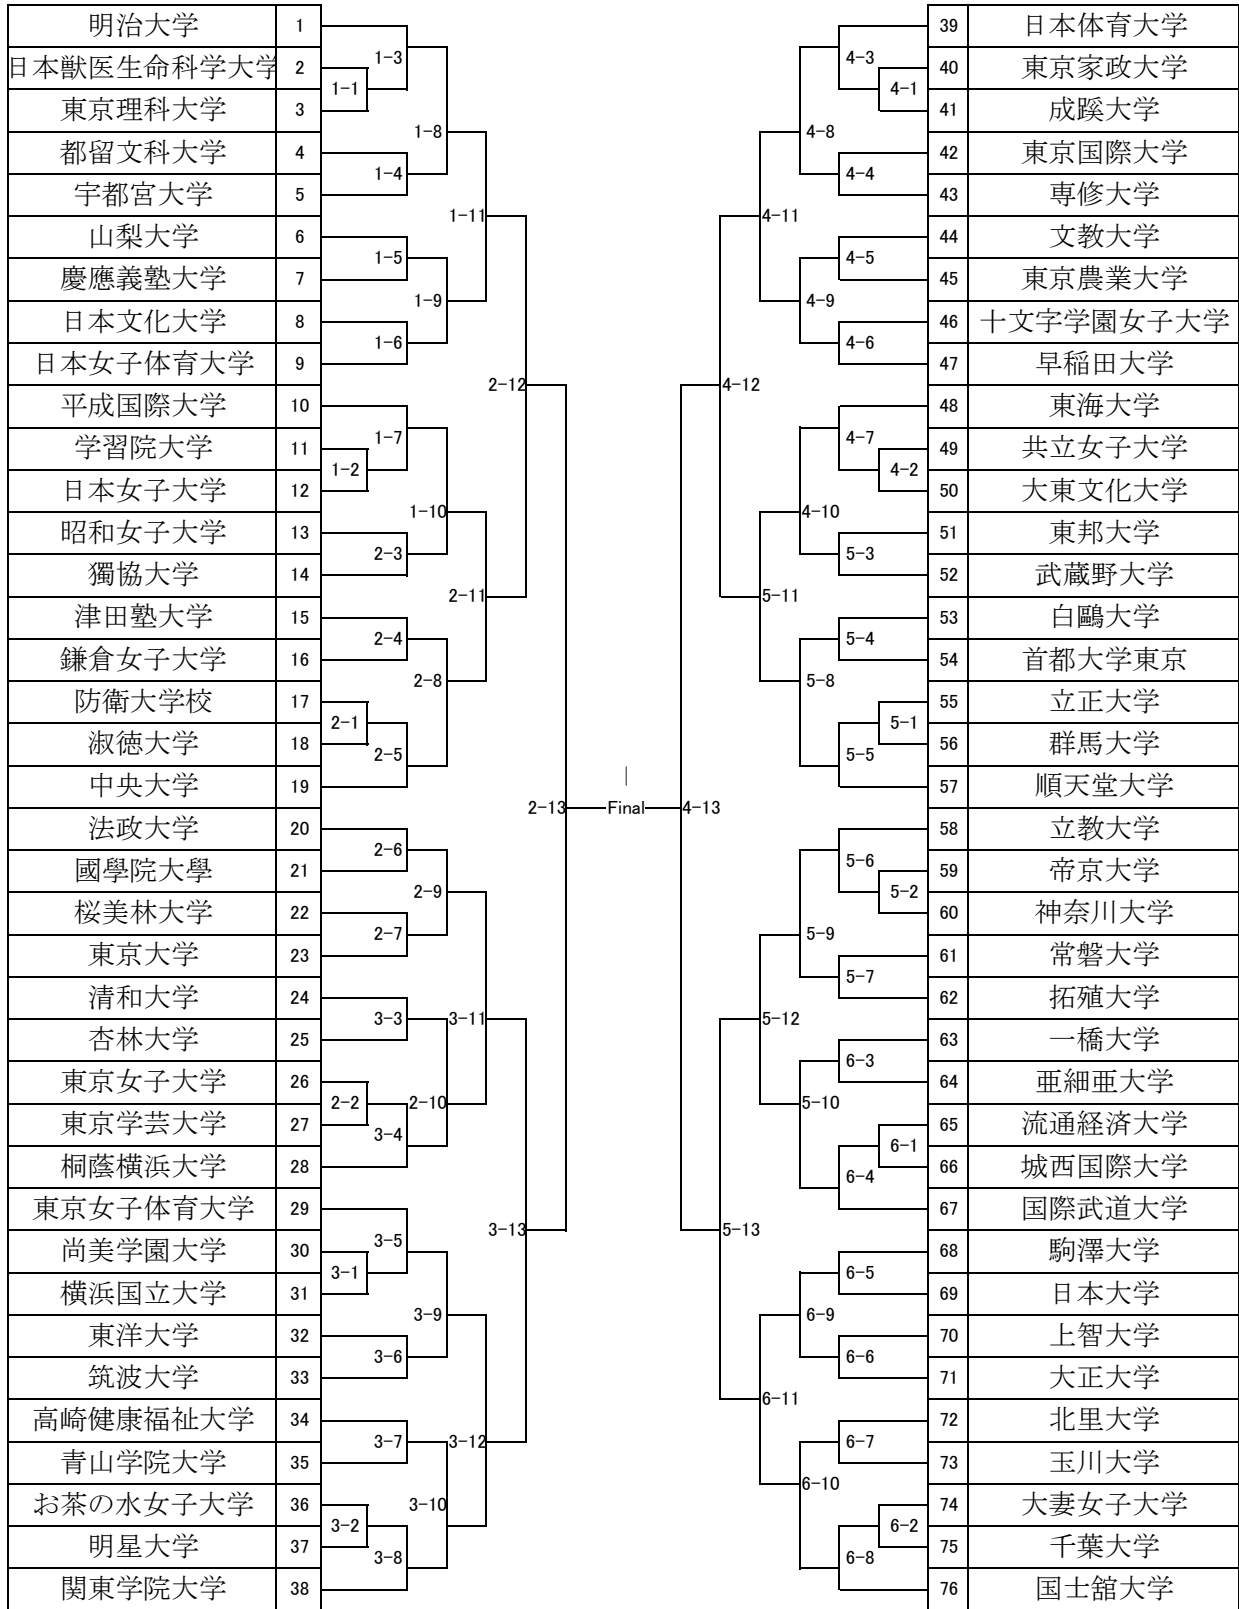 明治大学 1
日本獣医生命科学大学 2
東京理科大学 3
都留文科大学 4
宇都宮大学 5
山梨大学 6
慶應義塾大学 7
日本文化大学 8
日本女子体育大学 9
平成国際大学 10
学習院大学 11
日本女子大学 12
昭和女子大学 13
獨協大学 14
津田塾大学 15
鎌倉女子大学 16
防衛大学校 17
淑徳大学 18
中央大学 19
法政大学 20
國學院大學 21
桜美林大学 22
東京大学 23
清和大学 24
杏林大学 25
東京女子大学 26
東京学芸大学 27
桐蔭横浜大学 28
東京女子体育大学 29
尚美学園大学 30
横浜国立大学 31
東洋大学 32
筑波大学 33
高崎健康福祉大学 34
青山学院大学 35
お茶の水女子大学 36
明星大学 37
関東学院大学 38
1-1
1-2
2-1
2-2
3-1
3-2
1-3
1-4
1-5
1-6
1-7
2-3
2-4
2-5
2-6
2-7
3-3
3-4
3-5
3-6
3-7
3-8
1-8
1-9
1-10
2-8
2-9
2-10
3-9
3-10
1-11
2-11
3-11
3-12
2-12
3-13
2-13
Final
4-13
4-12
5-13
4-11
5-11
5-12
6-11
4-8
4-9
4-10
5-8
5-9
5-10
6-9
6-10
4-3
4-4
4-5
4-6
4-7
5-3
5-4
5-5
5-6
5-7
6-3
6-4
6-5
6-6
6-7
6-8
4-1
4-2
5-1
5-2
6-1
6-2
39 日本体育大学
40 東京家政大学
41 成蹊大学
42 東京国際大学
43 専修大学
44 文教大学
45 東京農業大学
46 十文字学園女子大学
47 早稲田大学
48 東海大学
49 共立女子大学
50 大東文化大学
51 東邦大学
52 武蔵野大学
53 白鷗大学
54 首都大学東京
55 立正大学
56 群馬大学
57 順天堂大学
58 立教大学
59 帝京大学
60 神奈川大学
61 常磐大学
62 拓殖大学
63 一橋大学
64 亜細亜大学
65 流通経済大学
66 城西国際大学
67 国際武道大学
68 駒澤大学
69 日本大学
70 上智大学
71 大正大学
72 北里大学
73 玉川大学
74 大妻女子大学
75 千葉大学
76 国士舘大学